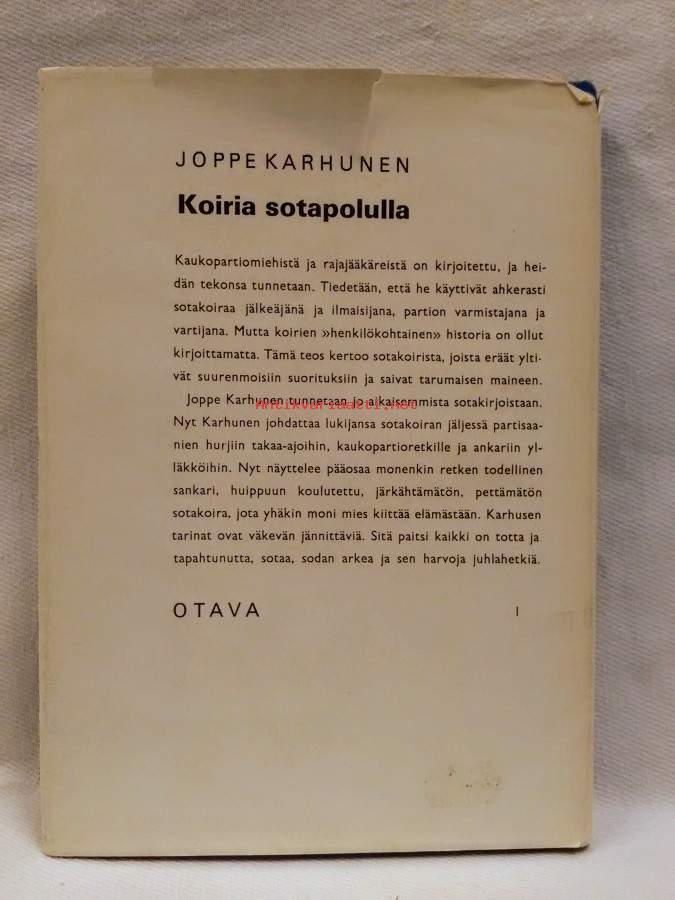 JOPPE KARHUNEN
Koiria sotapolulla
Kaukopartiomiehistä ja rajajääkäreistä on kirjoitettu, ja hei-
dän tekonsa tunnetaan. Tiedetään, että he käyttivät ahkerasti
sotakoiraa jälkeäjänä ja ilmaisijana, partion varmistajana ja
vartijana. Mutta koirien »henkilökohtainen» historia on ollut
kirjoittamatta. Tämä teos kertoo sotakoirista, joista eräät ylti-
vät suurenmoisiin suorituksiin ja saivat tarumaisen maineen.
Joppe Karhunen tunnetaan jo aikaisemmista sotakirjoistaan.
Antikvariaatti.net
Nyt Karhunen johdattaa lukijansa sotakoiran jäljessä partisaa-
nien hurjiin takaa-ajoihin, kaukopartioretkille ja ankariin yl-
läkköihin. Nyt näyttelee pääosaa monenkin retken todellinen
sankari, huippuun koulutettu, järkähtämätön, pettämätön
sotakoira, jota yhäkin moni mies kiittää elämästään. Karhusen
tarinat ovat väkevän jännittäviä. Sitä paitsi kaikki on totta ja
tapahtunutta, sotaa, sodan arkea ja sen harvoja juhlahetkiä.
OTAVA I